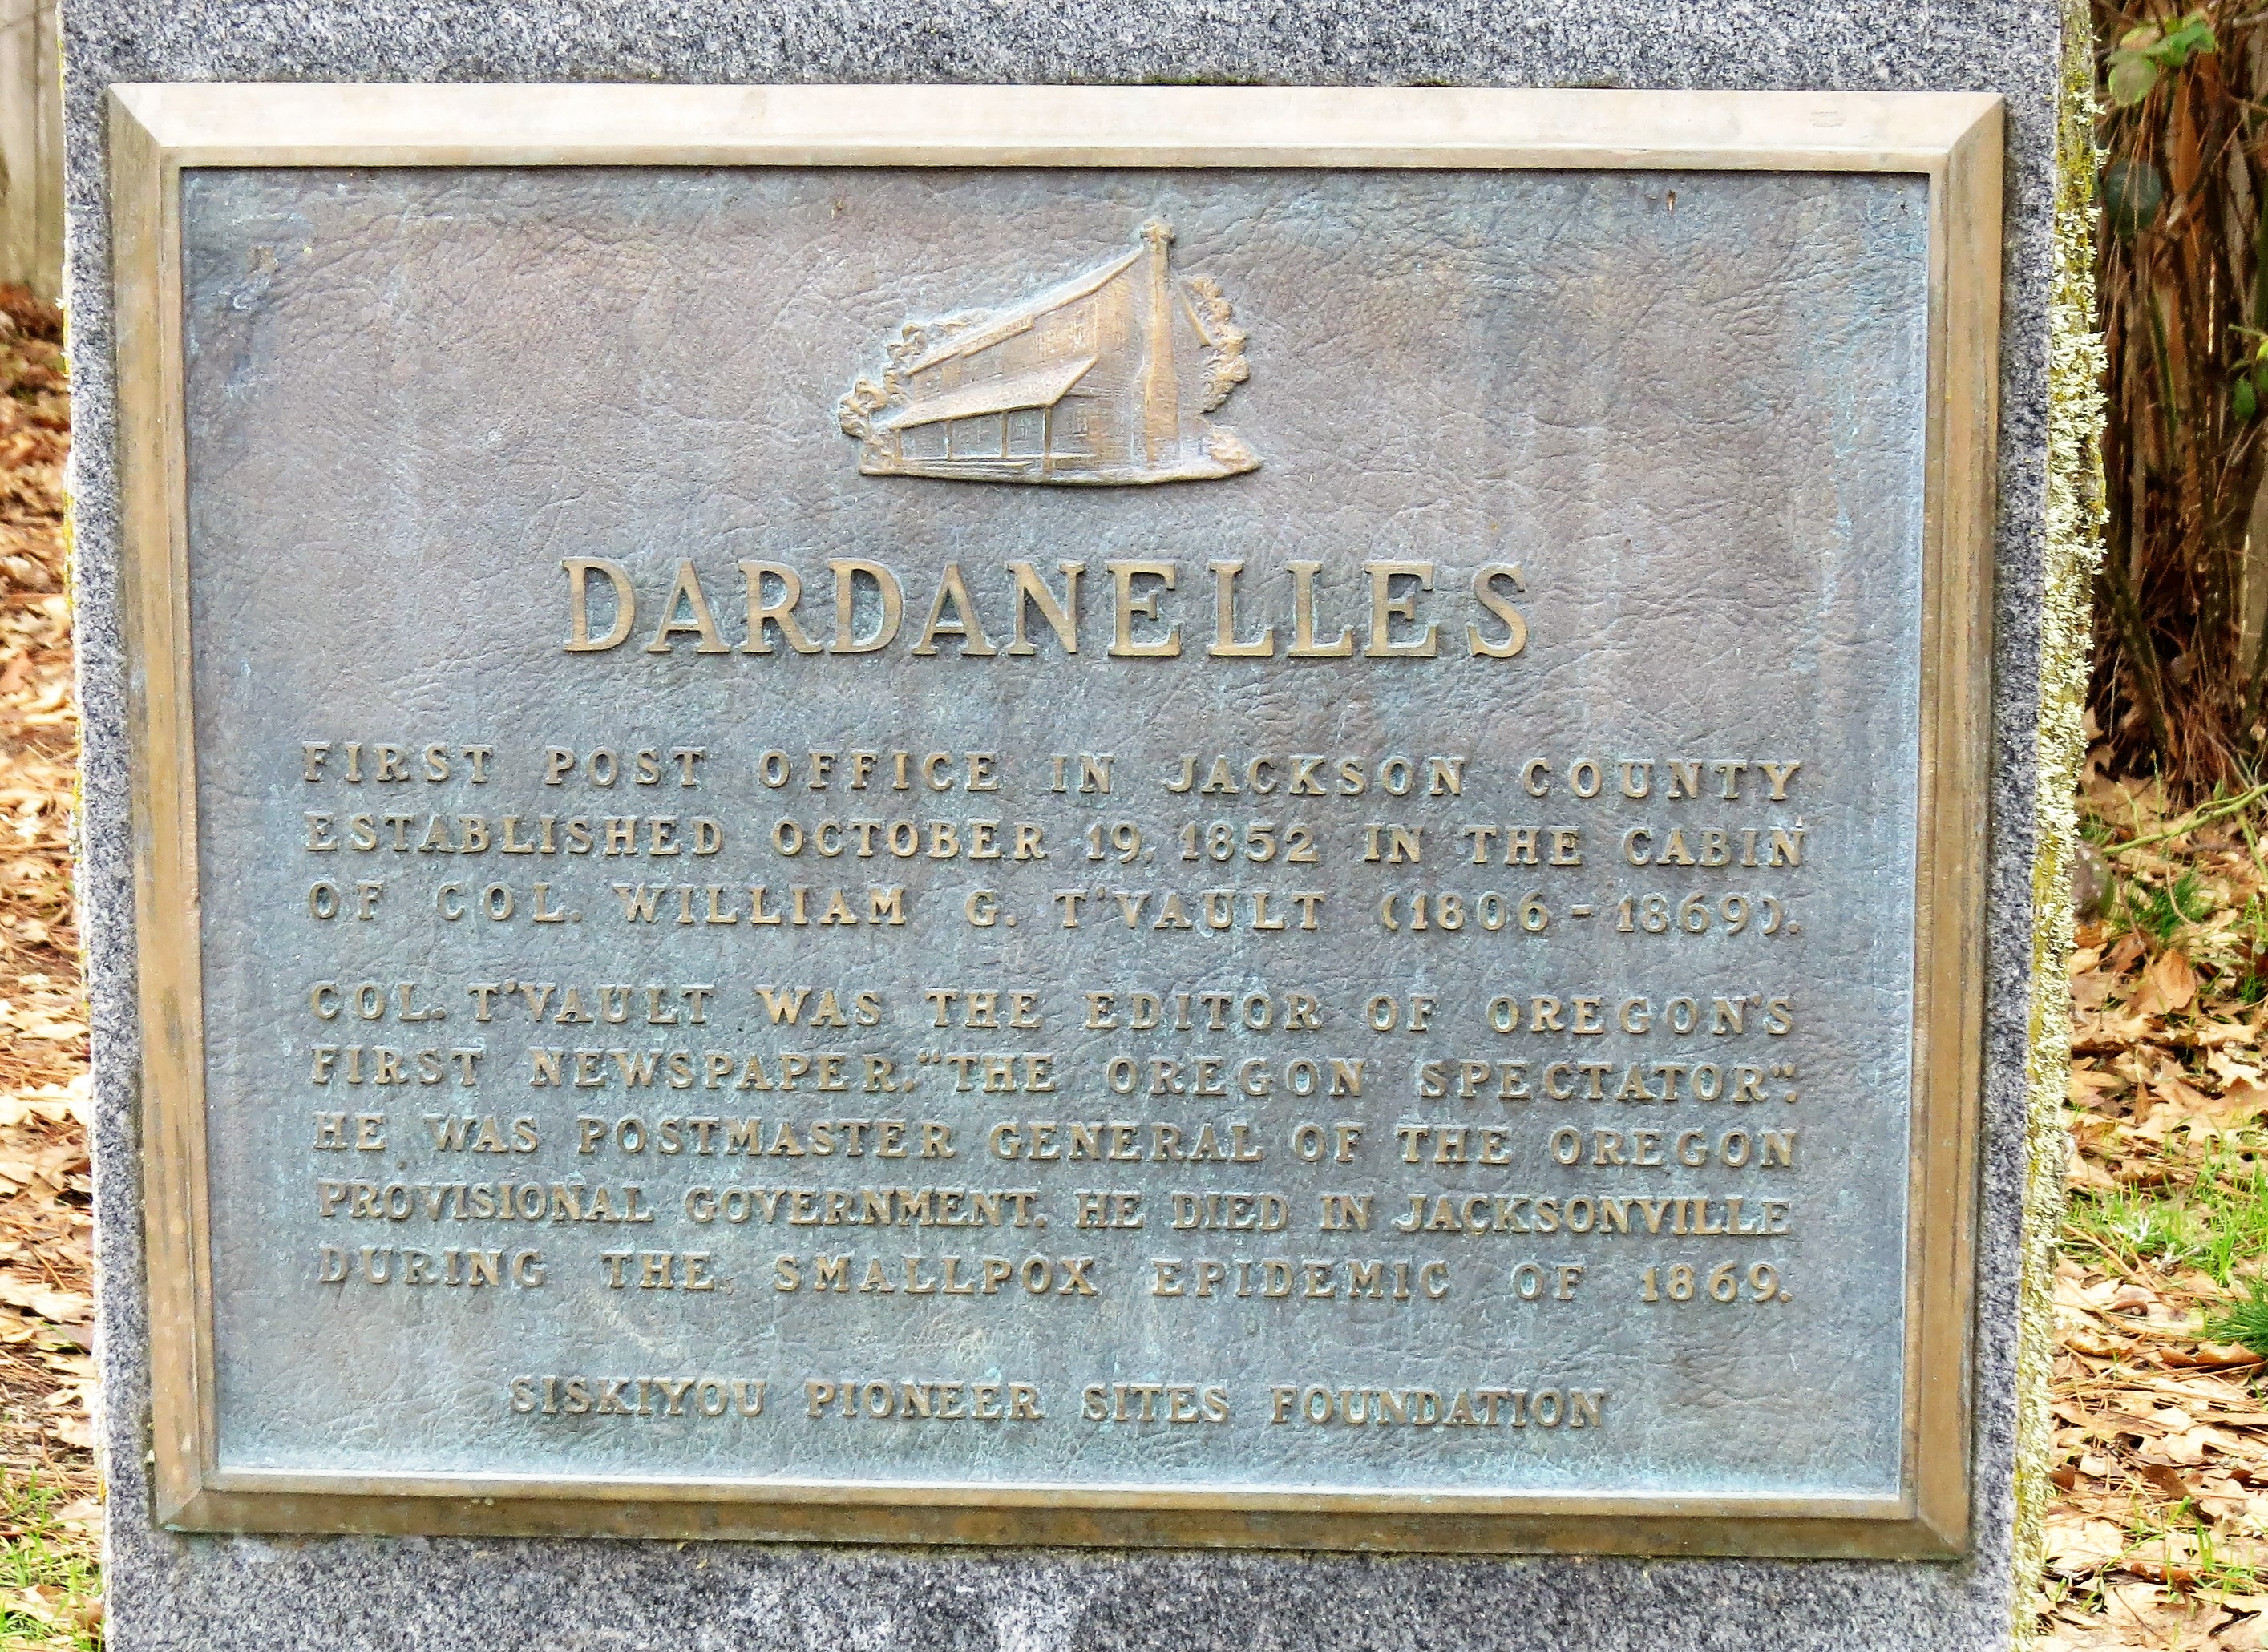 DARDANELLES
FIRST POST OFFICE IN JACKSON COUNTY
ESTABLISHED OCTOBER 19, 1852 IN THE CABIN
OF COL. WILLIAM G. T'VAULT (1806-1869).
COL. T'VAULT WAS THE EDITOR OF OREGON'S
FIRST NEWSPAPER, "THE OREGON SPECTATOR".
HE WAS POSTMASTER GENERAL OF THE OREGON
PROVISIONAL GOVERNMENT. HE DIED IN JACKSONVILLE
DURING THE SMALLPOX EPIDEMIC OF 1869.
SISKIYOU PIONEER SITES FOUNDATION